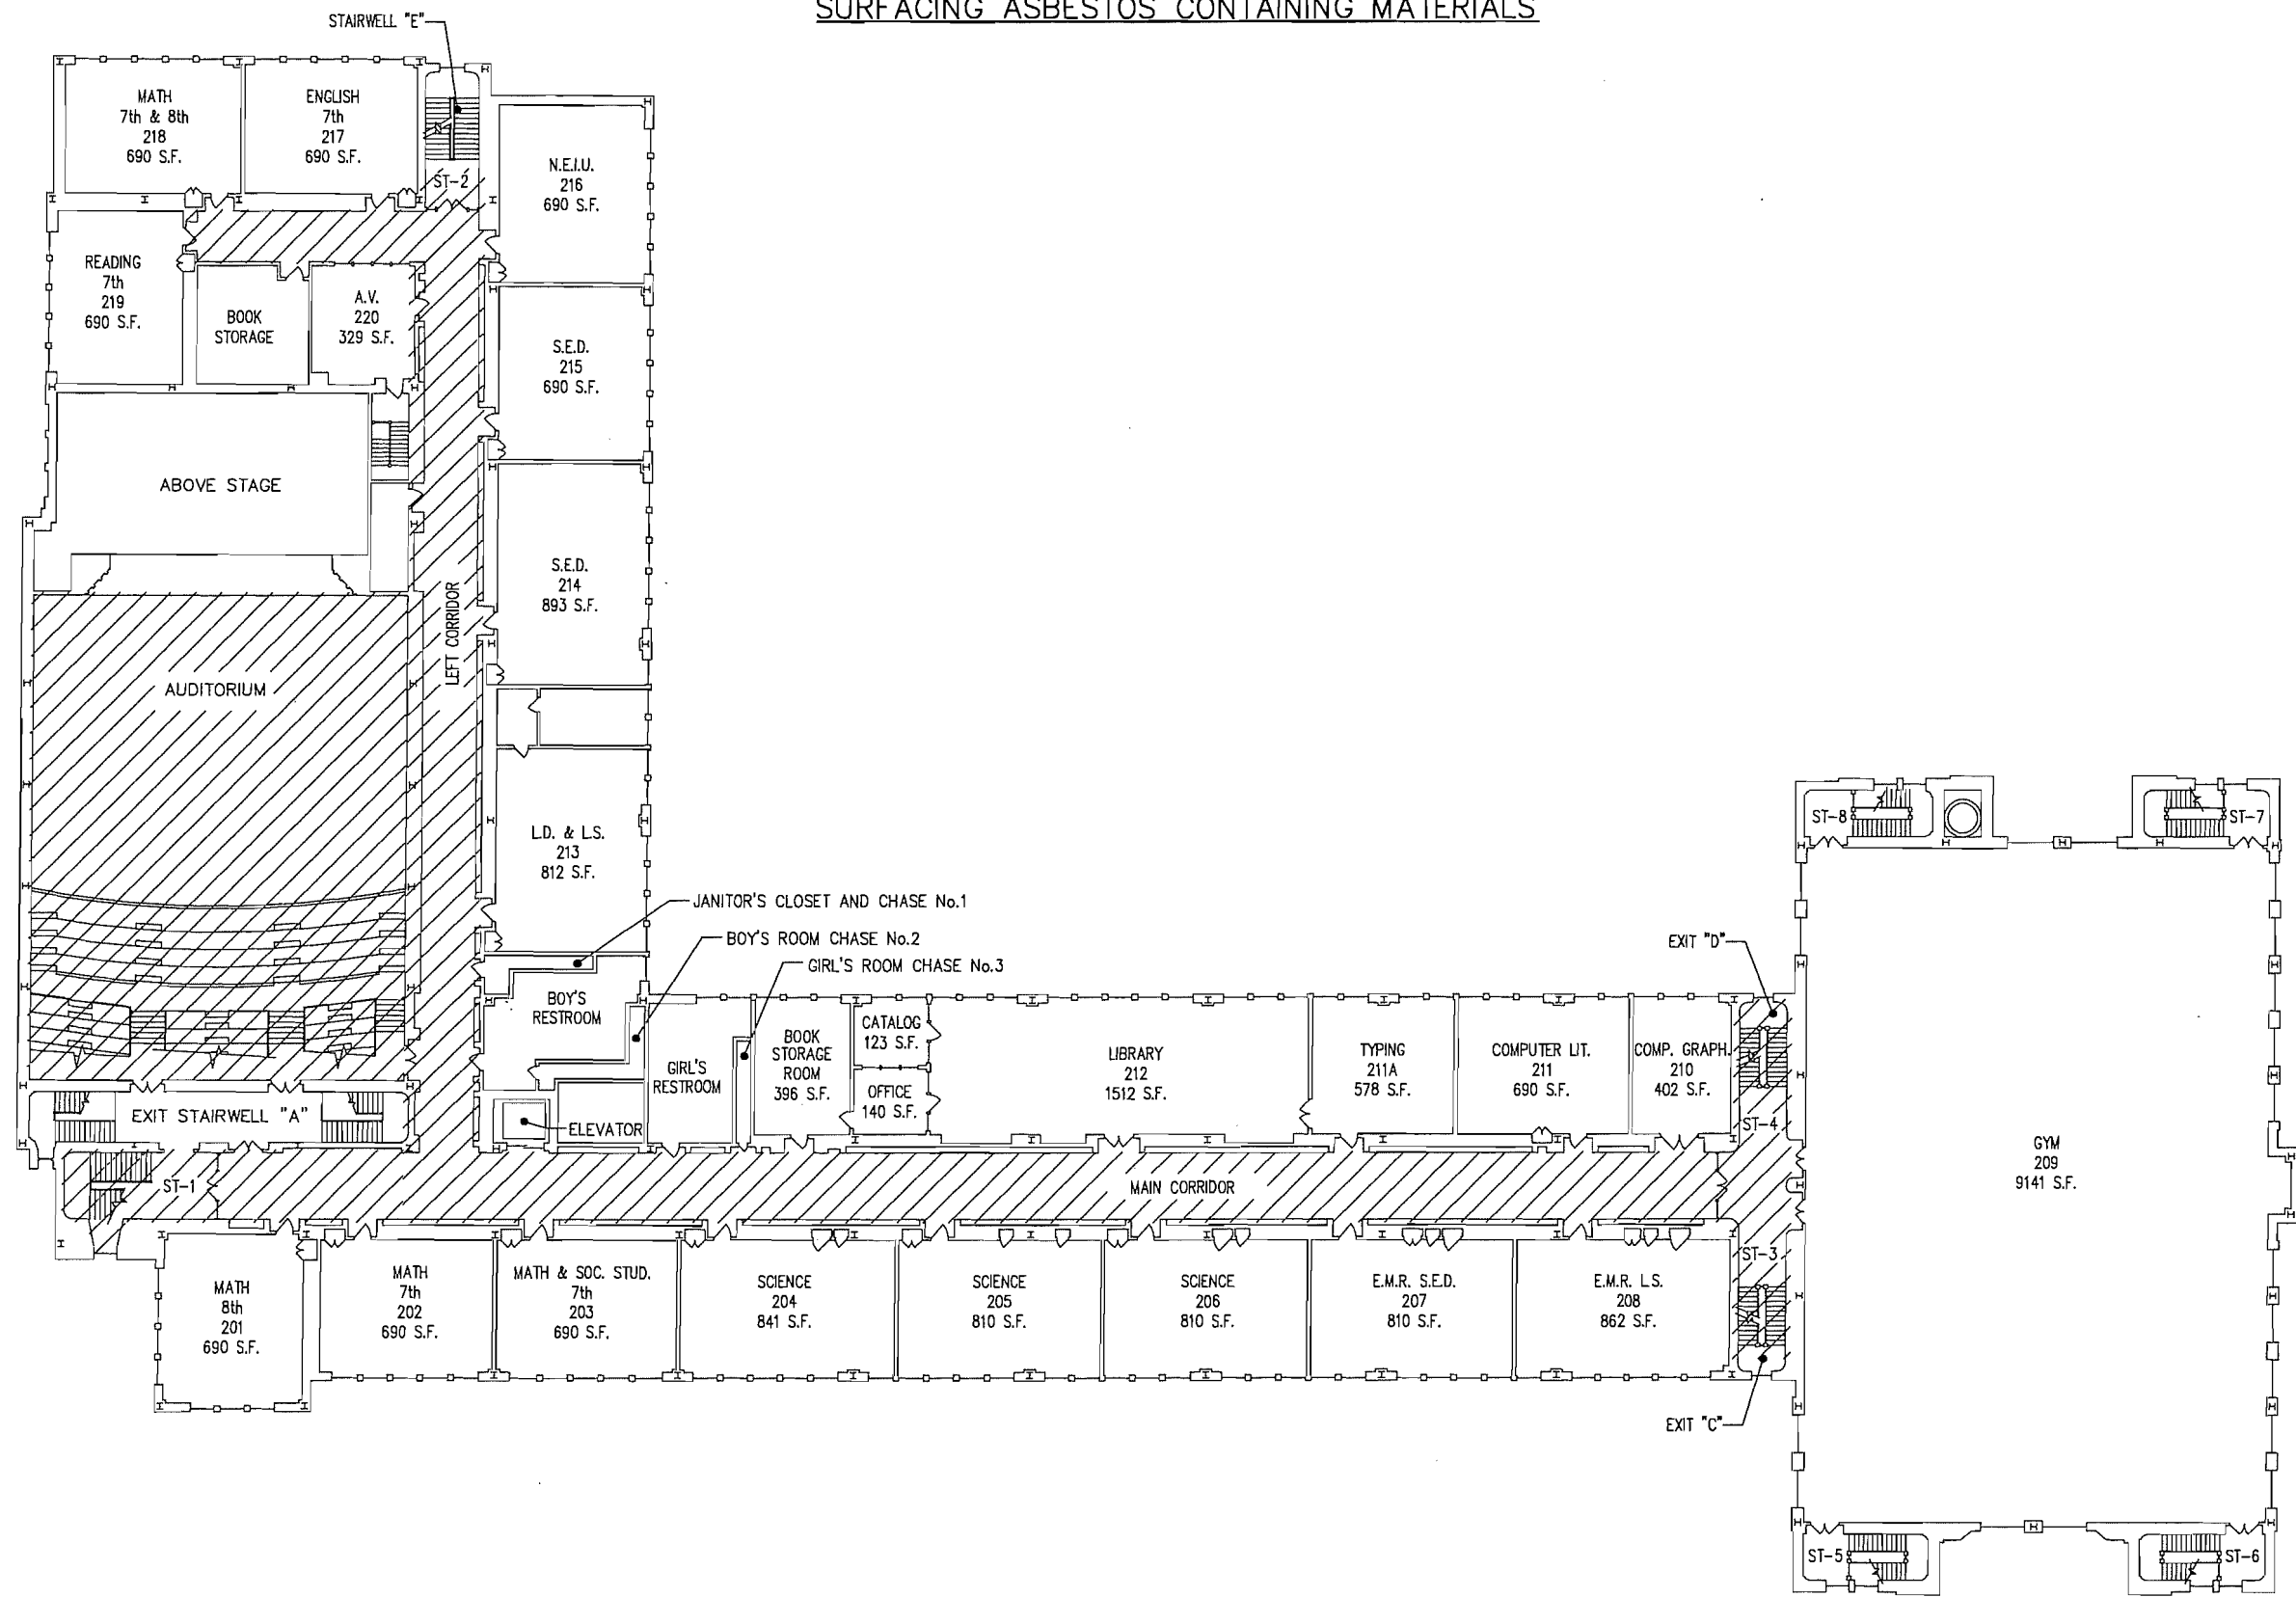 SURFACING ASBESTOS CONTAINING MATERIALS
STAIRWELL "E"
MATH
7th & 8th
218
690 S.F.
ENGLISH
7th
217
690 S.F.
ST-2
N.E.I.U.
216
690 S.F.
READING
7th
219
690 S.F.
BOOK
STORAGE
A.V.
220
329 S.F.
S.E.D.
215
690 S.F.
ABOVE STAGE
S.E.D.
214
893 S.F.
LEFT CORRIDOR
AUDITORIUM
L.D. & L.S.
213
812 S.F.
JANITOR'S CLOSET AND CHASE No.1
BOY'S ROOM CHASE No.2
GIRL'S ROOM CHASE No.3
BOY'S
RESTROOM
GIRL'S
RESTROOM
BOOK
STORAGE
ROOM
396 S.F.
CATALOG
123 S.F.
OFFICE
140 S.F.
LIBRARY
212
1512 S.F.
TYPING
211A
578 S.F.
COMPUTER LIT.
211
690 S.F.
COMP. GRAPH.
210
402 S.F.
EXIT "D"
ST-4
ST-8
ST-7
GYM
209
9141 S.F.
EXIT STAIRWELL "A"
ELEVATOR
ST-1
MAIN CORRIDOR
ST-3
MATH
8th
201
690 S.F.
MATH
7th
202
690 S.F.
MATH & SOC. STUD.
7th
203
690 S.F.
SCIENCE
204
841 S.F.
SCIENCE
205
810 S.F.
SCIENCE
206
810 S.F.
E.M.R. S.E.D.
207
810 S.F.
E.M.R. L.S.
208
862 S.F.
EXIT "C"
ST-5
ST-6